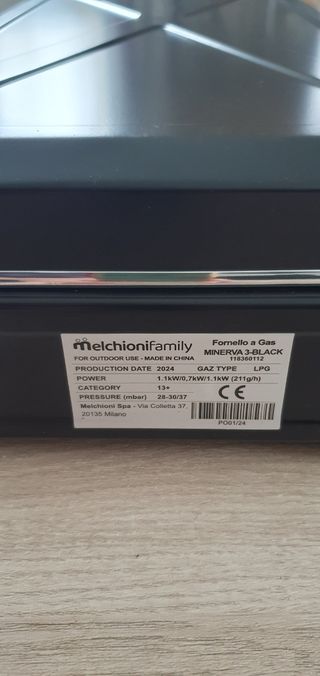 melchionifamily
Fornello a Gas
FOR OUTDOOR USE - MADE IN CHINA
MINERVA 3-BLACK
118360112
PRODUCTION DATE 2024 GAZ TYPE LPG
POWER 1.1kW/0,7kW/1.1kW (211g/h)
CATEGORY 13+
PRESSURE (mbar) 28-30/37
CE
Melchioni Spa - Via Colletta 37,
20135 Milano
PO01/24